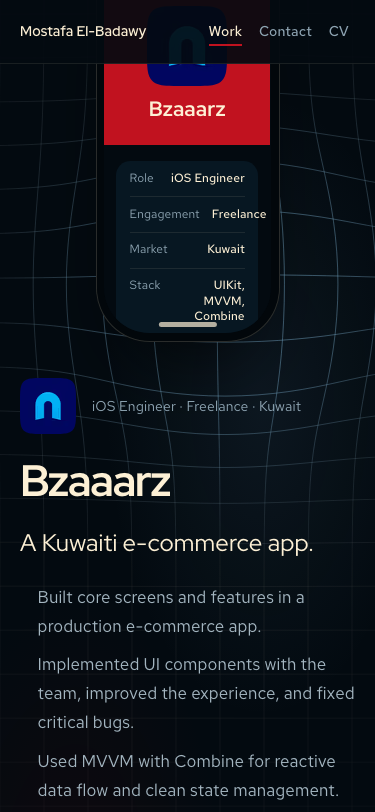 Mostafa El-Badawy
Work
Contact
CV
Bzaaarz
Role iOS Engineer
Engagement Freelance
Market Kuwait
Stack UIKit,
MVVM,
Combine
iOS Engineer · Freelance · Kuwait
Bzaaarz
A Kuwaiti e-commerce app.
Built core screens and features in a
production e-commerce app.
Implemented UI components with the
team, improved the experience, and fixed
critical bugs.
Used MVVM with Combine for reactive
data flow and clean state management.